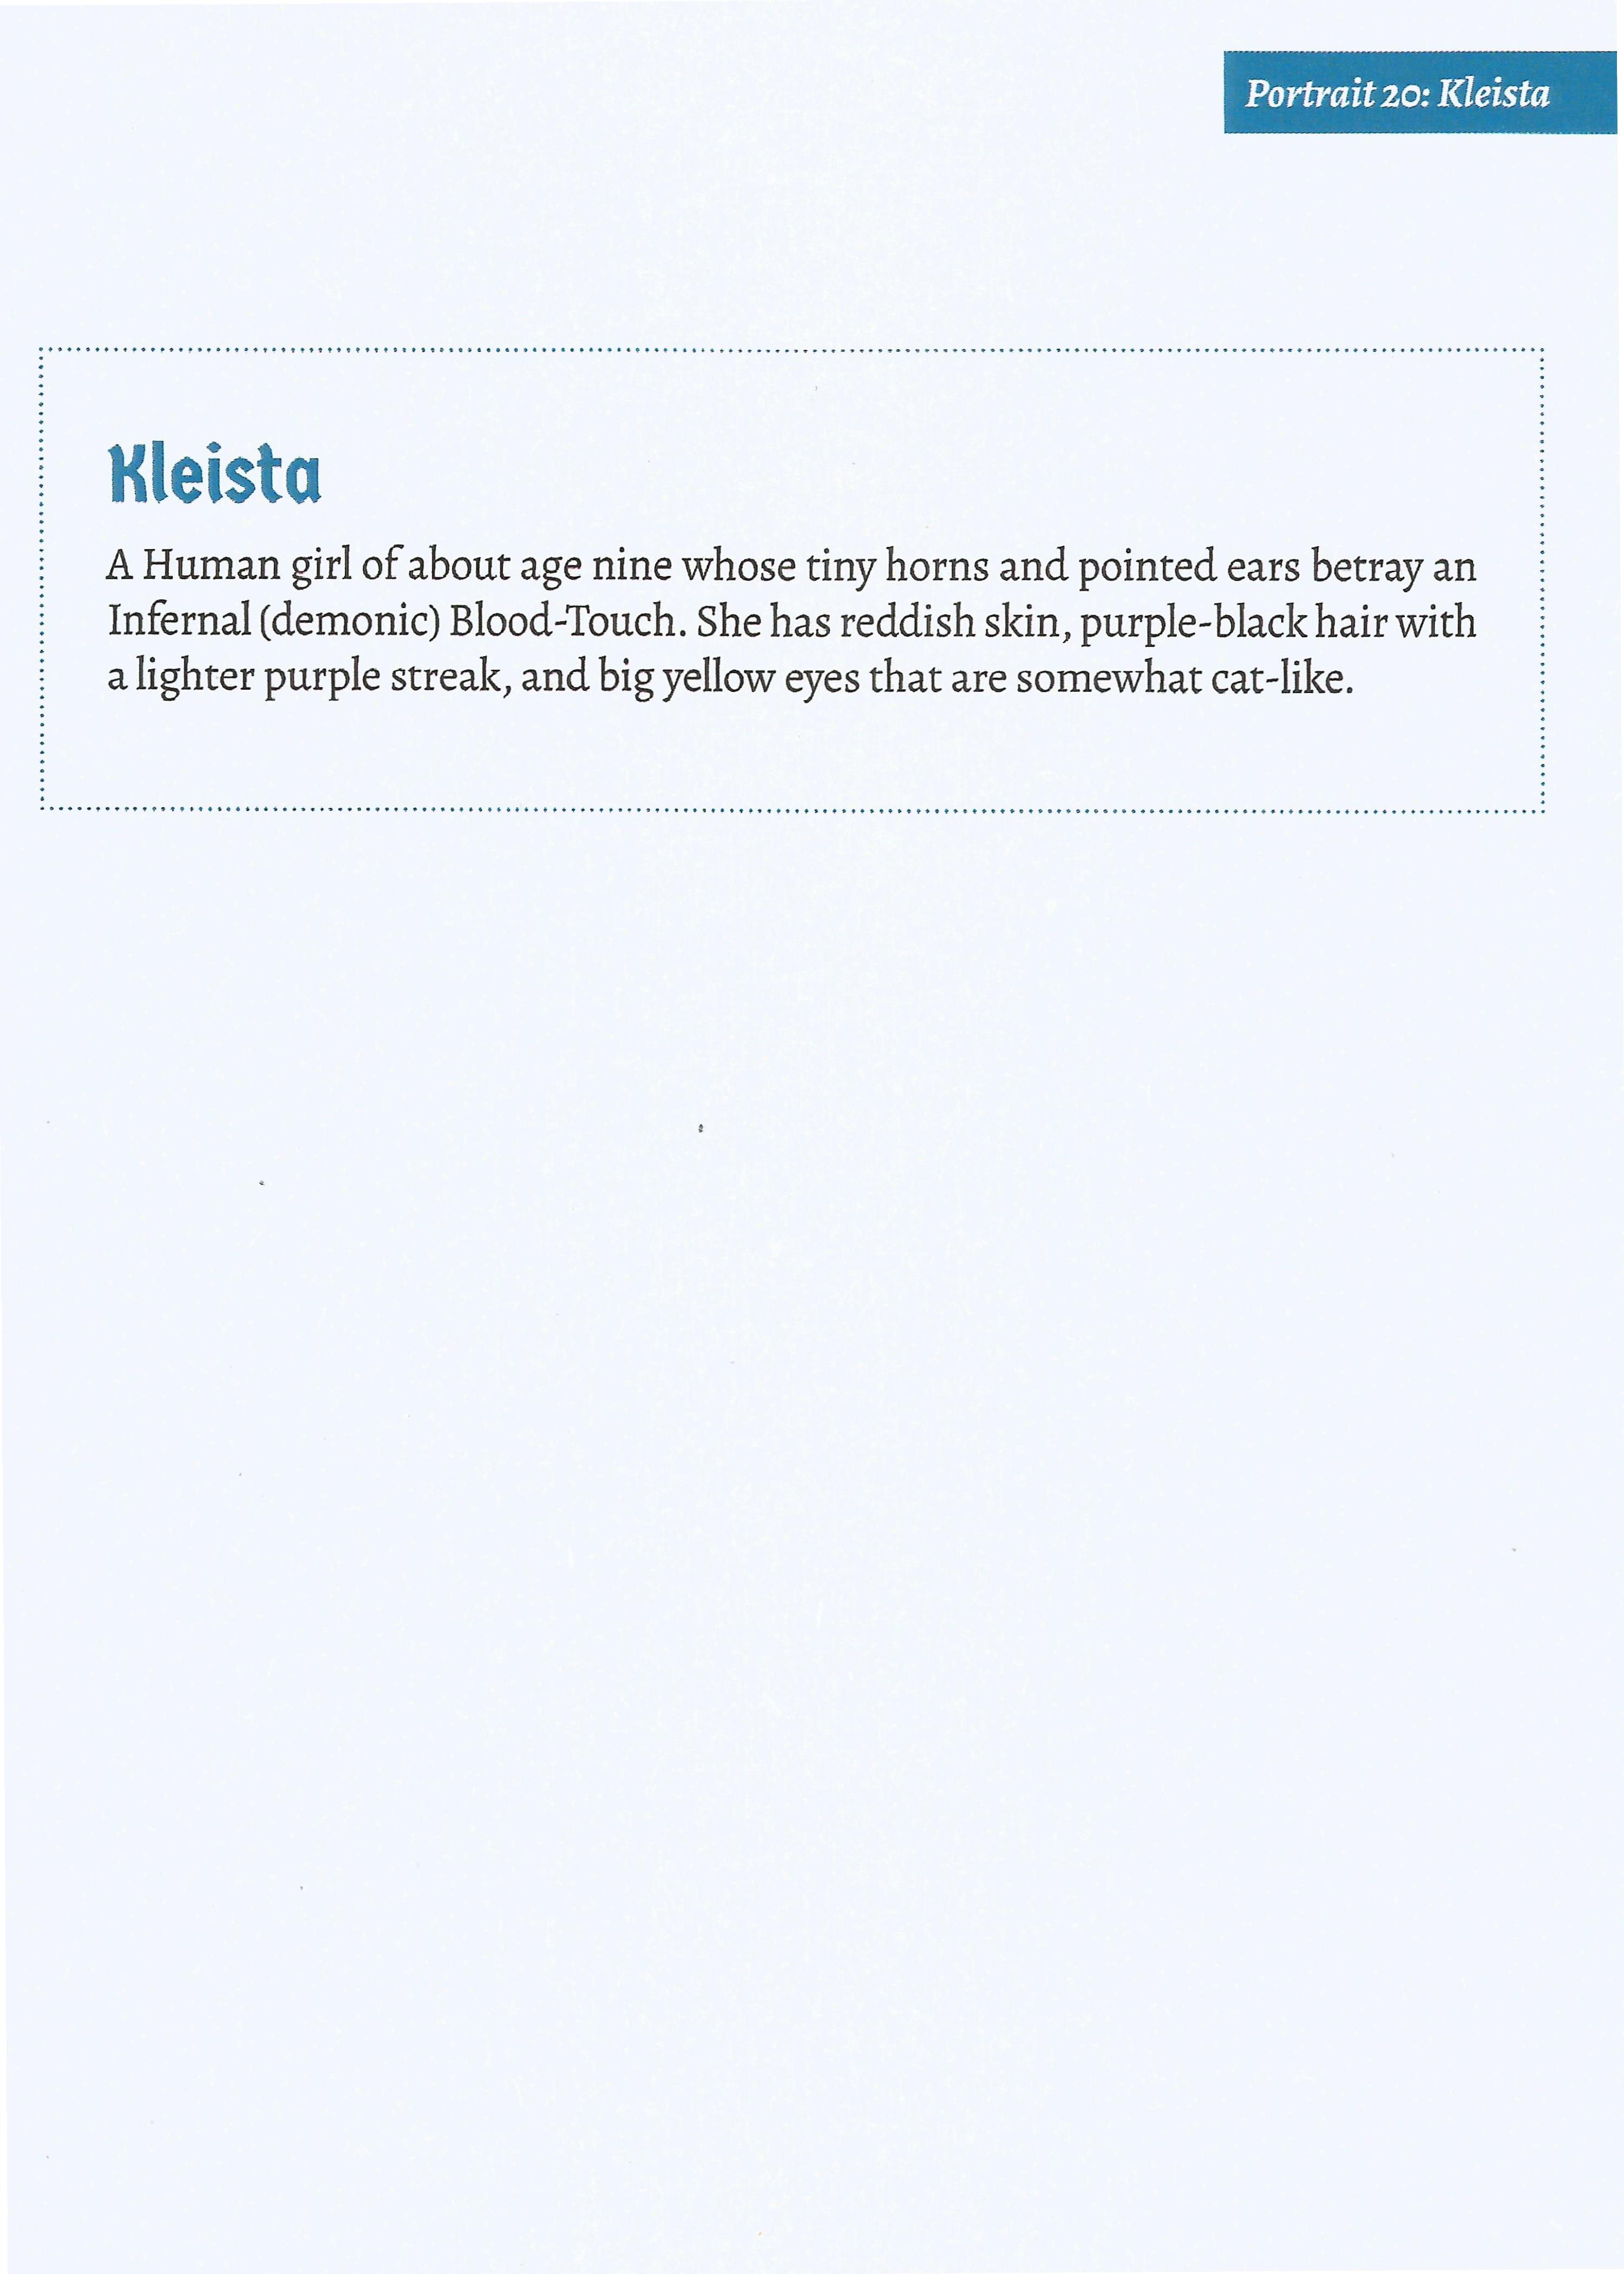 Portrait 20: Kleista
Kleista
A Human girl of about age nine whose tiny horns and pointed ears betray an
Infernal (demonic) Blood-Touch. She has reddish skin, purple-black hair with
a lighter purple streak, and big yellow eyes that are somewhat cat-like.